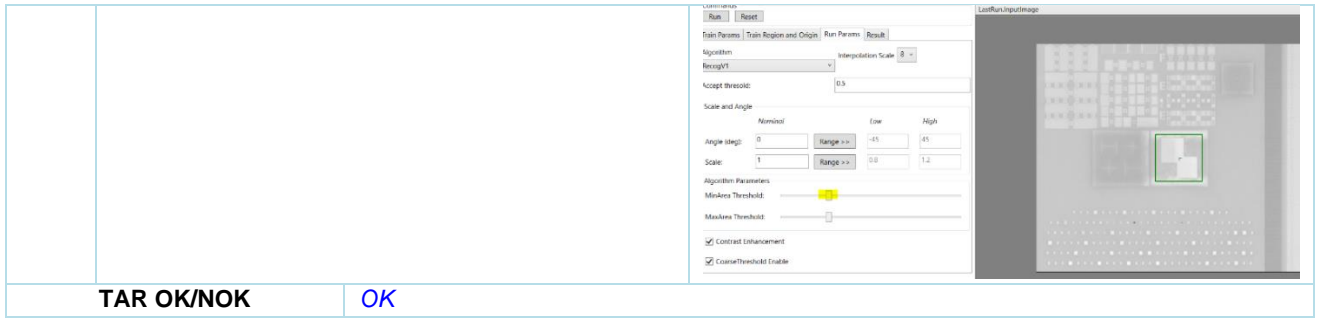 Commands
LastRun.InputImage
Run Reset
Train Params Train Region and Origin Run Params Result
Algorithm Interpolation Scale 8
RecogV1
Accept thresold: 0.5
Scale and Angle
Nominal Low High
Angle (deg): 0 Range >> -45 45
Scale: 1 Range >> 0.8 1.2
Algorithm Parameters
MinArea Threshold:
MaxArea Threshold:
Contrast Enhancement
CoarseThreshold Enable
TAR OK/NOK OK